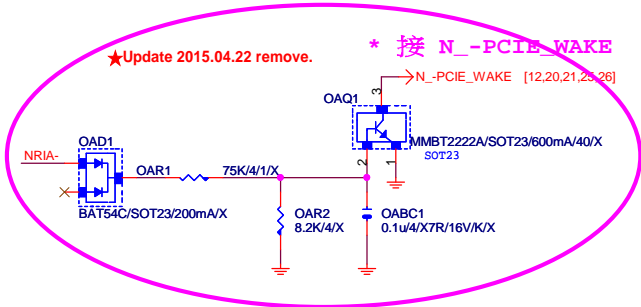 * 接 N_-PCIE_WAKE
★Update 2015.04.22 remove.
N_-PCIE_WAKE [12,20,21,25,26]
OAQ1
3
MMBT2222A/SOT23/600mA/40/X
SOT23
2
1
OAD1
NRIA-
OAR1
75K/4/1/X
BAT54C/SOT23/200mA/X
OAR2
8.2K/4/X
OABC1
0.1u/4/X7R/16V/K/X